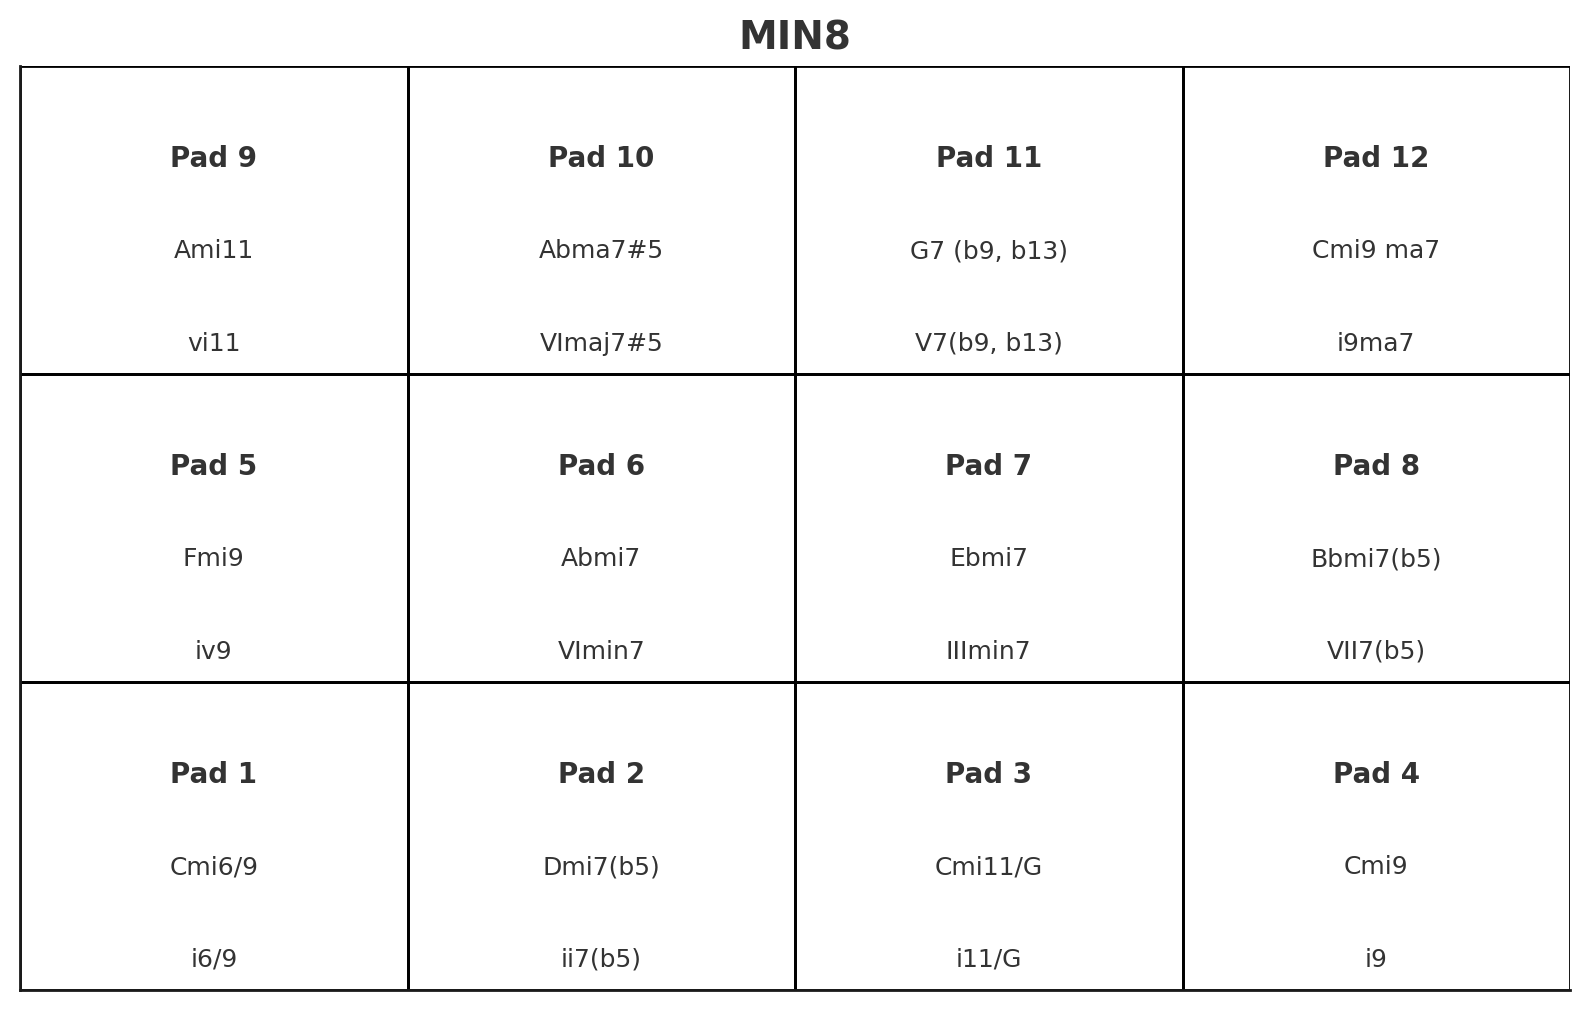 MIN8
Pad 9
Ami11
vi11
Pad 10
Abma7#5
VImaj7#5
Pad 11
G7 (b9, b13)
V7(b9, b13)
Pad 12
Cmi9 ma7
i9ma7
Pad 5
Fmi9
iv9
Pad 6
Abmi7
VImin7
Pad 7
Ebmi7
IIImin7
Pad 8
Bbmi7(b5)
VII7(b5)
Pad 1
Cmi6/9
i6/9
Pad 2
Dmi7(b5)
ii7(b5)
Pad 3
Cmi11/G
i11/G
Pad 4
Cmi9
i9